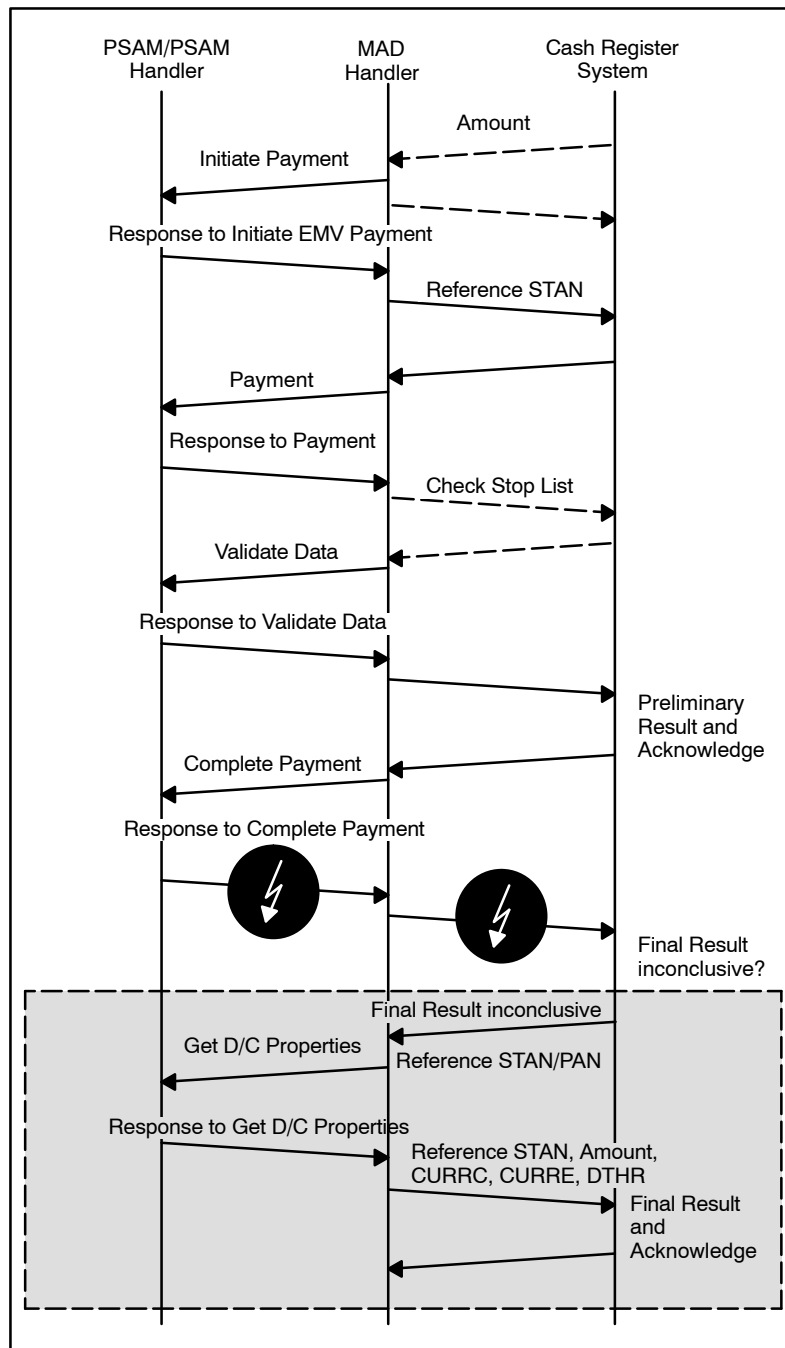 PSAM/PSAM
Handler
MAD
Handler
Cash Register
System
Amount
Initiate Payment
Response to Initiate EMV Payment
Reference STAN
Payment
Response to Payment
Check Stop List
Validate Data
Response to Validate Data
Preliminary
Result and
Acknowledge
Complete Payment
Response to Complete Payment
Final Result
inconclusive?
Final Result inconclusive
Get D/C Properties
Reference STAN/PAN
Response to Get D/C Properties
Reference STAN, Amount,
CURRC, CURRE, DTHR
Final Result
and
Acknowledge